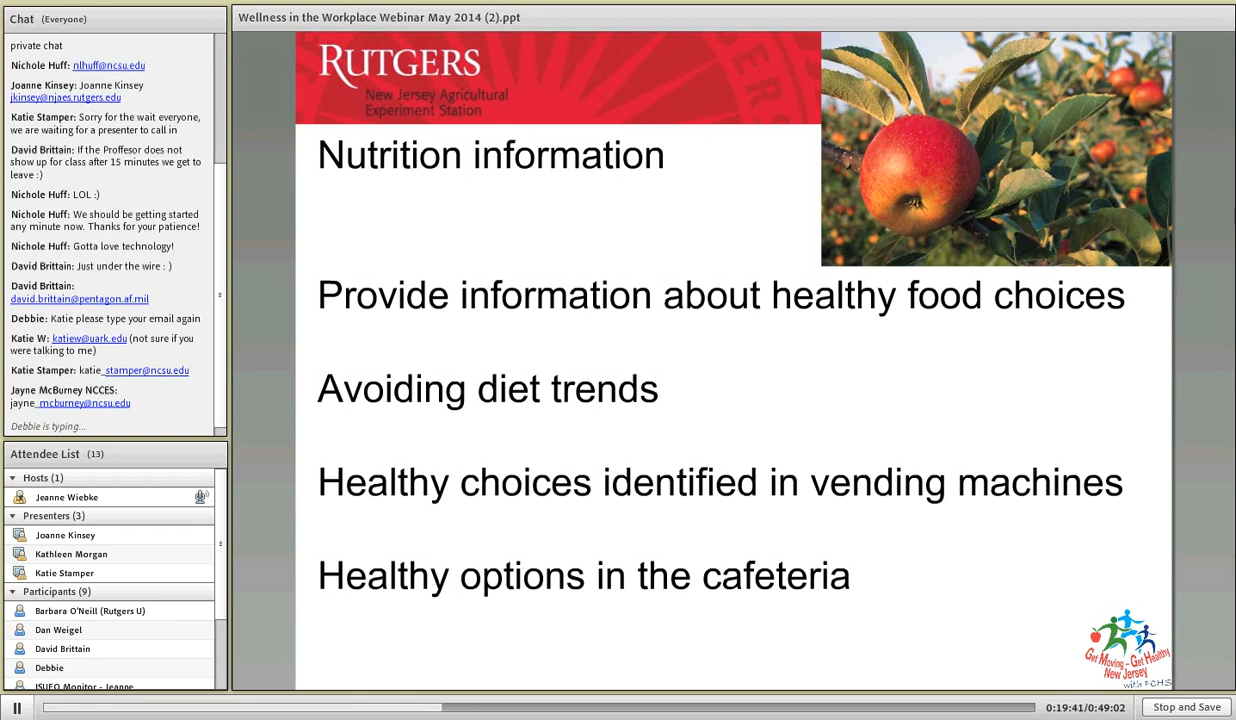 Chat (Everyone)
private chat
Nichole Huff: nlhuff@ncsu.edu
Joanne Kinsey: Joanne Kinsey
jkinsey@njaes.rutgers.edu
Katie Stamper: Sorry for the wait everyone,
we are waiting for a presenter to call in
David Brittain: If the Proffesor does not
show up for class after 15 minutes we get to
leave :)
Nichole Huff: LOL :)
Nichole Huff: We should be getting started
any minute now. Thanks for your patience!
Nichole Huff: Gotta love technology!
David Brittain: Just under the wire : )
David Brittain:
david.brittain@pentagon.af.mil
Debbie: Katie please type your email again
Katie W: katiew@uark.edu (not sure if you
were talking to me)
Katie Stamper: katie_stamper@ncsu.edu
Jayne McBurney NCCES:
jayne_mcburney@ncsu.edu
Debbie is typing...
Attendee List (13)
Hosts (1)
Jeanne Wiebke
Presenters (3)
Joanne Kinsey
Kathleen Morgan
Katie Stamper
Participants (9)
Barbara O'Neill (Rutgers U)
Dan Weigel
David Brittain
Debbie
ISUEO Monitor - Jeanne
Wellness in the Workplace Webinar May 2014 (2).ppt
RUTGERS
New Jersey Agricultural
Experiment Station
Nutrition information
Provide information about healthy food choices
Avoiding diet trends
Healthy choices identified in vending machines
Healthy options in the cafeteria
Get Moving - Get Healthy
New Jersey
with FCHS
0:19:41/0:49:02
Stop and Save